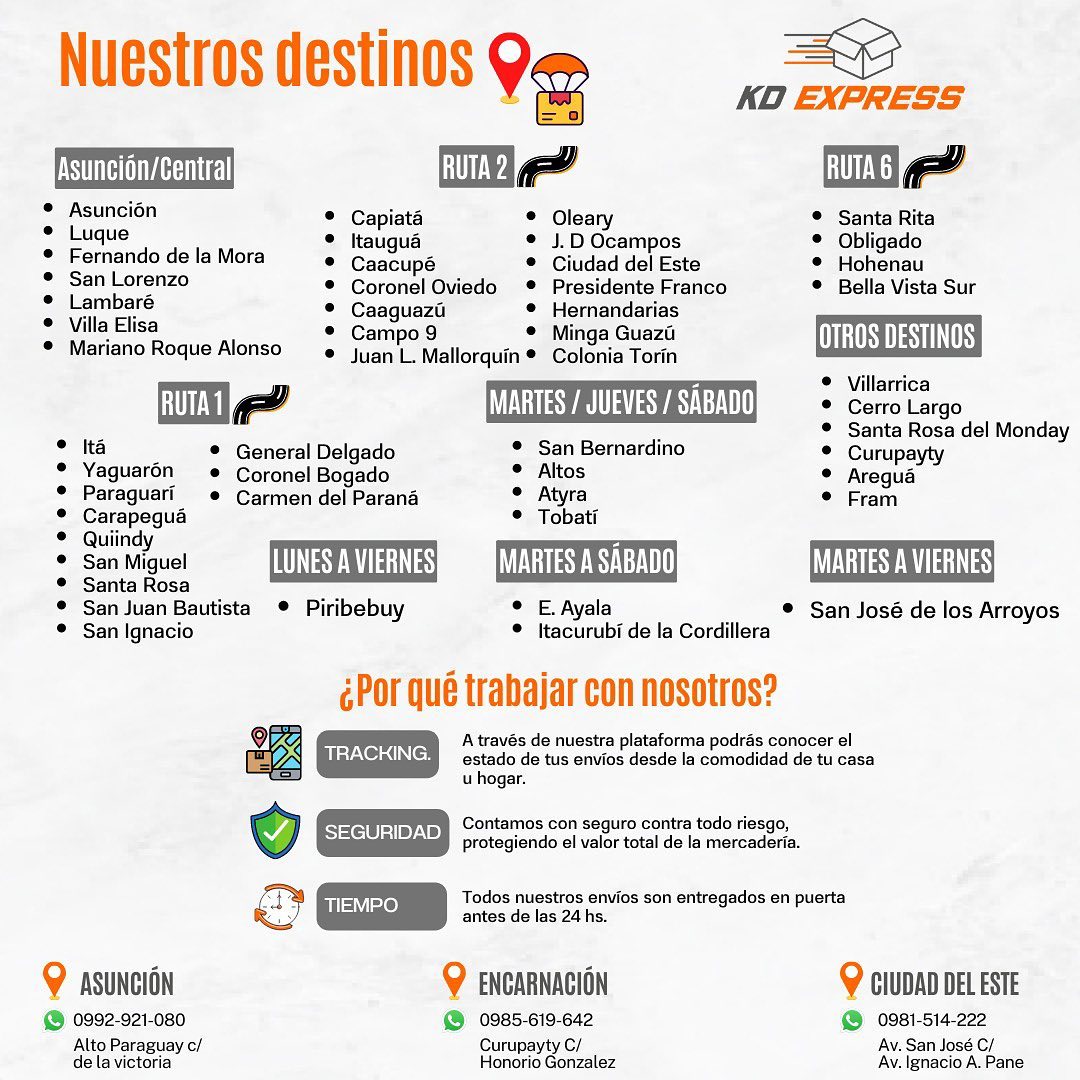 Nuestros destinos
KD EXPRESS
Asunción/Central
Asunción
Luque
Fernando de la Mora
San Lorenzo
Lambaré
Villa Elisa
Mariano Roque Alonso
RUTA 2
Capiatá
Itauguá
Caacupé
Coronel Oviedo
Caaguazú
Campo 9
Juan L. Mallorquín
Oleary
J. D Ocampos
Ciudad del Este
Presidente Franco
Hernandarias
Minga Guazú
Colonia Torín
RUTA 6
Santa Rita
Obligado
Hohenau
Bella Vista Sur
OTROS DESTINOS
Villarrica
Cerro Largo
Santa Rosa del Monday
Curupayty
Areguá
Fram
RUTA 1
Itá
Yaguarón
Paraguarí
Carapeguá
Quiindy
San Miguel
Santa Rosa
San Juan Bautista
San Ignacio
General Delgado
Coronel Bogado
Carmen del Paraná
MARTES / JUEVES / SÁBADO
San Bernardino
Altos
Atyra
Tobatí
LUNES A VIERNES
Piribebuy
MARTES A SÁBADO
E. Ayala
Itacurubí de la Cordillera
MARTES A VIERNES
San José de los Arroyos
¿Por qué trabajar con nosotros?
TRACKING.
A través de nuestra plataforma podrás conocer el
estado de tus envíos desde la comodidad de tu casa
u hogar.
SEGURIDAD
Contamos con seguro contra todo riesgo,
protegiendo el valor total de la mercadería.
TIEMPO
Todos nuestros envíos son entregados en puerta
antes de las 24 hs.
ASUNCIÓN
0992-921-080
Alto Paraguay c/
de la victoria
ENCARNACIÓN
0985-619-642
Curupayty C/
Honorio Gonzalez
CIUDAD DEL ESTE
0981-514-222
Av. San José C/
Av. Ignacio A. Pane